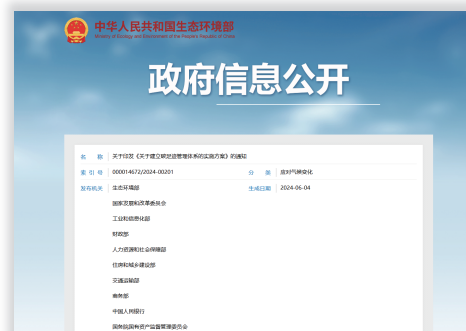 中华人民共和国生态环境部
Ministry of Ecology and Environment of the People's Republic of China
政府信息公开
名 称 关于印发《关于建立碳足迹管理体系的实施方案》的通知
索 引 号 000014672/2024-00201 分 类 应对气候变化
发布机关 生态环境部 生成日期 2024-06-04
国家发展和改革委员会
工业和信息化部
财政部
人力资源和社会保障部
住房和城乡建设部
交通运输部
商务部
中国人民银行
国务院国有资产监督管理委员会